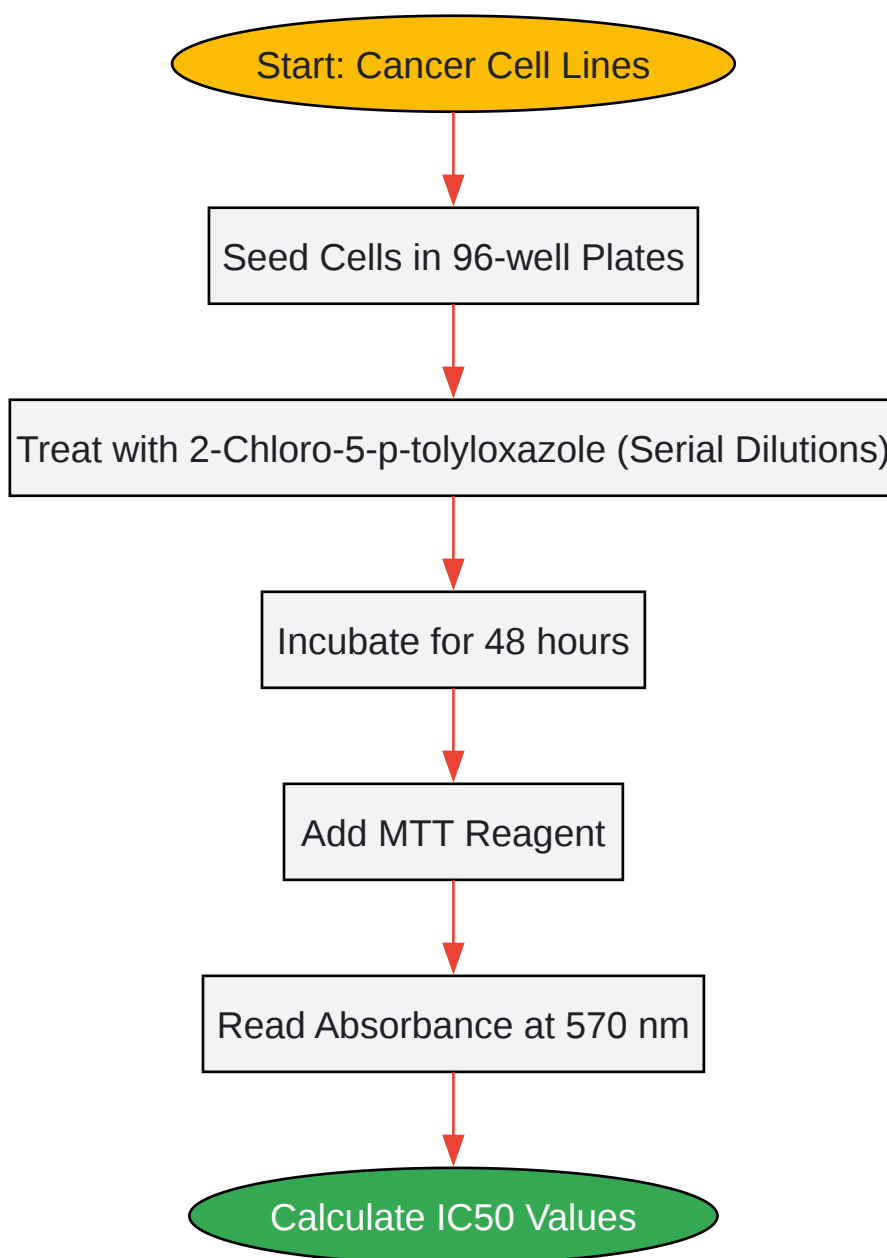 Start: Cancer Cell Lines
Seed Cells in 96-well Plates
Treat with 2-Chloro-5-p-tolyloxazole (Serial Dilutions)
Incubate for 48 hours
Add MTT Reagent
Read Absorbance at 570 nm
Calculate IC50 Values